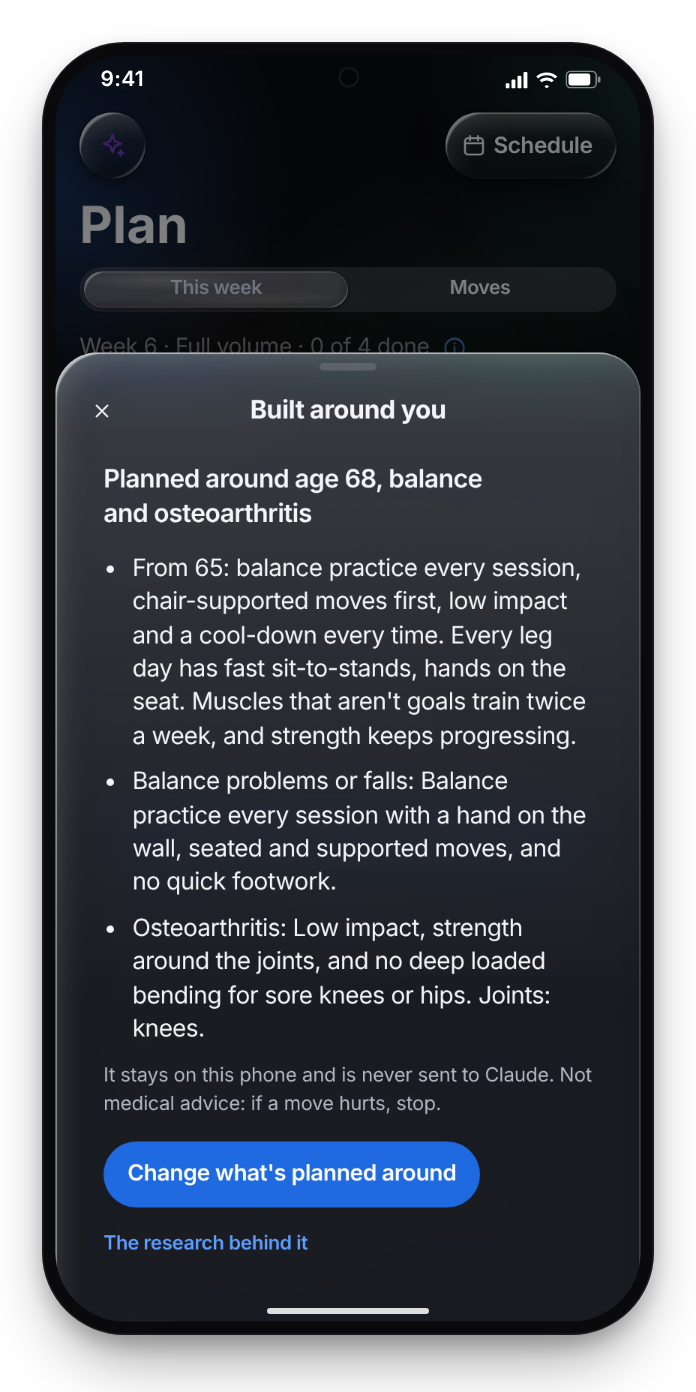 9:41
Schedule
Plan
This week
Moves
Week 6 · Full volume · 0 of 4 done
Built around you
Planned around age 68, balance
and osteoarthritis
• From 65: balance practice every session,
chair-supported moves first, low impact
and a cool-down every time. Every leg
day has fast sit-to-stands, hands on the
seat. Muscles that aren't goals train twice
a week, and strength keeps progressing.
• Balance problems or falls: Balance
practice every session with a hand on the
wall, seated and supported moves, and
no quick footwork.
• Osteoarthritis: Low impact, strength
around the joints, and no deep loaded
bending for sore knees or hips. Joints:
knees.
It stays on this phone and is never sent to Claude. Not
medical advice: if a move hurts, stop.
Change what's planned around
The research behind it